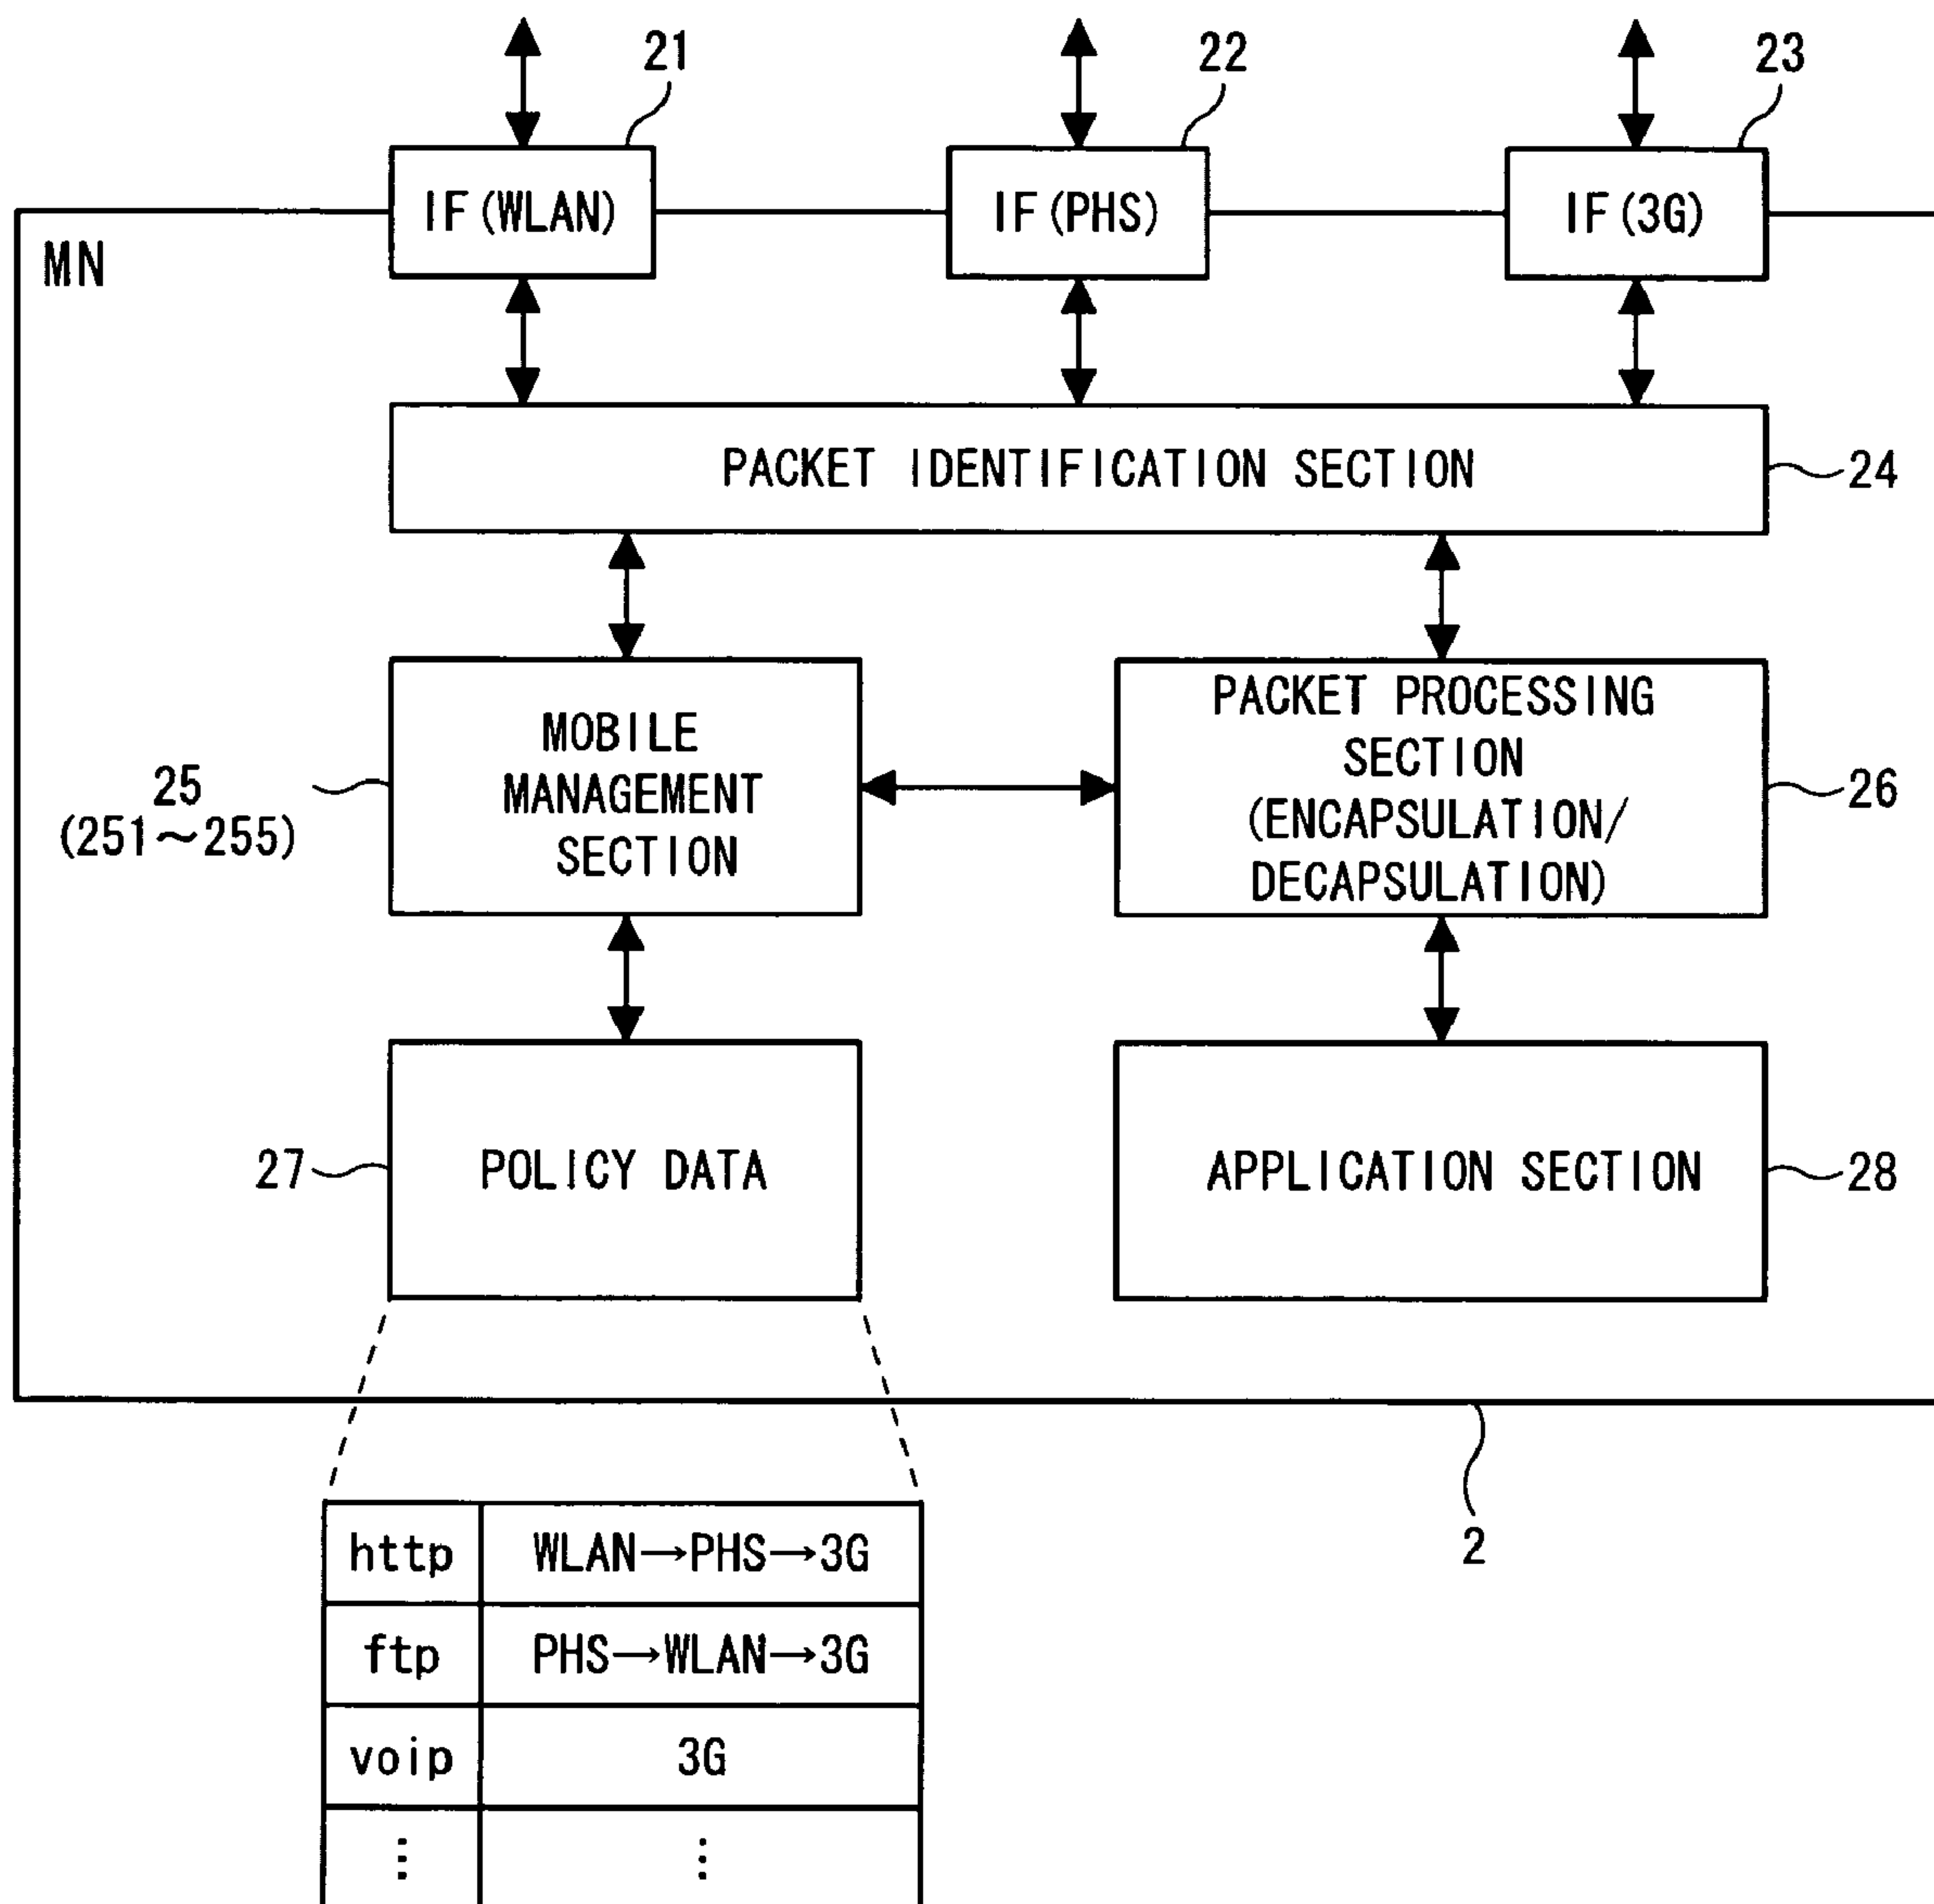 21
22
23
IF(WLAN)
IF(PHS)
IF(3G)
MN
PACKET IDENTIFICATION SECTION
24
MOBILE
MANAGEMENT
SECTION
25
(251～255)
PACKET PROCESSING
SECTION
(ENCAPSULATION/
DECAPSULATION)
26
27
POLICY DATA
APPLICATION SECTION
28
2
http
WLAN→PHS→3G
ftp
PHS→WLAN→3G
voip
3G
⋮
⋮